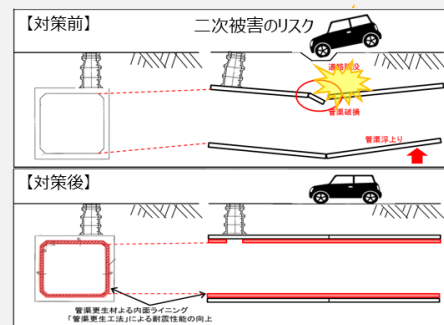 【対策前】
二次被害のリスク
道路陥没
管渠破損
管渠浮上り
【対策後】
管渠更生材よる内面ライニング
「管渠更生工法」による耐震性能の向上